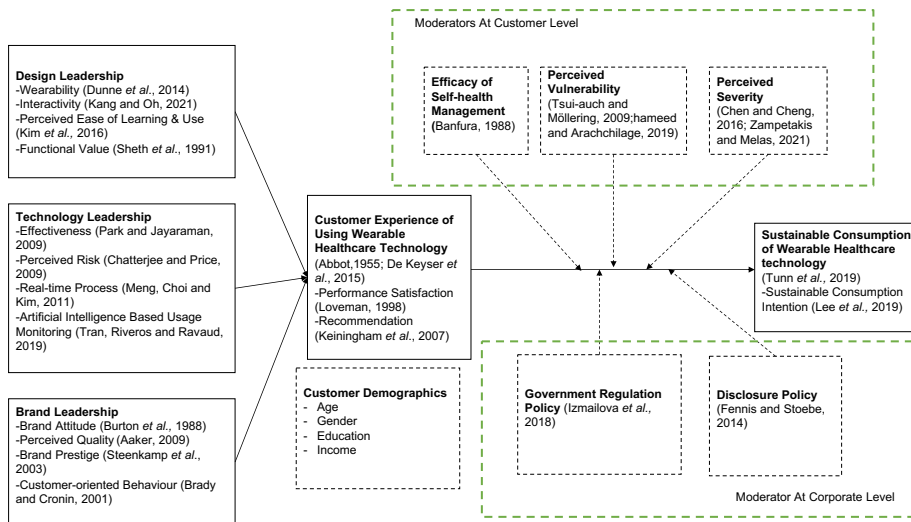 Moderators At Customer Level
Design Leadership
-Wearability (Dunne et al., 2014)
-Interactivity (Kang and Oh, 2021)
-Perceived Ease of Learning & Use
(Kim et al., 2016)
-Functional Value (Sheth et al., 1991)
Efficacy of
Self-health
Management
(Banfura, 1988)
Perceived
Vulnerability
(Tsui-auch and
Möllering, 2009;hameed
and Arachchilage, 2019)
Perceived
Severity
(Chen and Cheng,
2016; Zampetakis
and Melas, 2021)
Technology Leadership
-Effectiveness (Park and Jayaraman,
2009)
-Perceived Risk (Chatterjee and Price,
2009)
-Real-time Process (Meng, Choi and
Kim, 2011)
-Artificial Intelligence Based Usage
Monitoring (Tran, Riveros and Ravaud,
2019)
Customer Experience of
Using Wearable
Healthcare Technology
(Abbot,1955; De Keyser et
al., 2015)
-Performance Satisfaction
(Loveman, 1998)
-Recommendation
(Keiningham et al., 2007)
Sustainable Consumption
of Wearable Healthcare
technology
(Tunn et al., 2019)
-Sustainable Consumption
Intention (Lee et al., 2019)
Customer Demographics
- Age
- Gender
- Education
- Income
Government Regulation
Policy (Izmailova et al.,
2018)
Disclosure Policy
(Fennis and Stoebe,
2014)
Brand Leadership
-Brand Attitude (Burton et al., 1988)
-Perceived Quality (Aaker, 2009)
-Brand Prestige (Steenkamp et al.,
2003)
-Customer-oriented Behaviour (Brady
and Cronin, 2001)
Moderator At Corporate Level